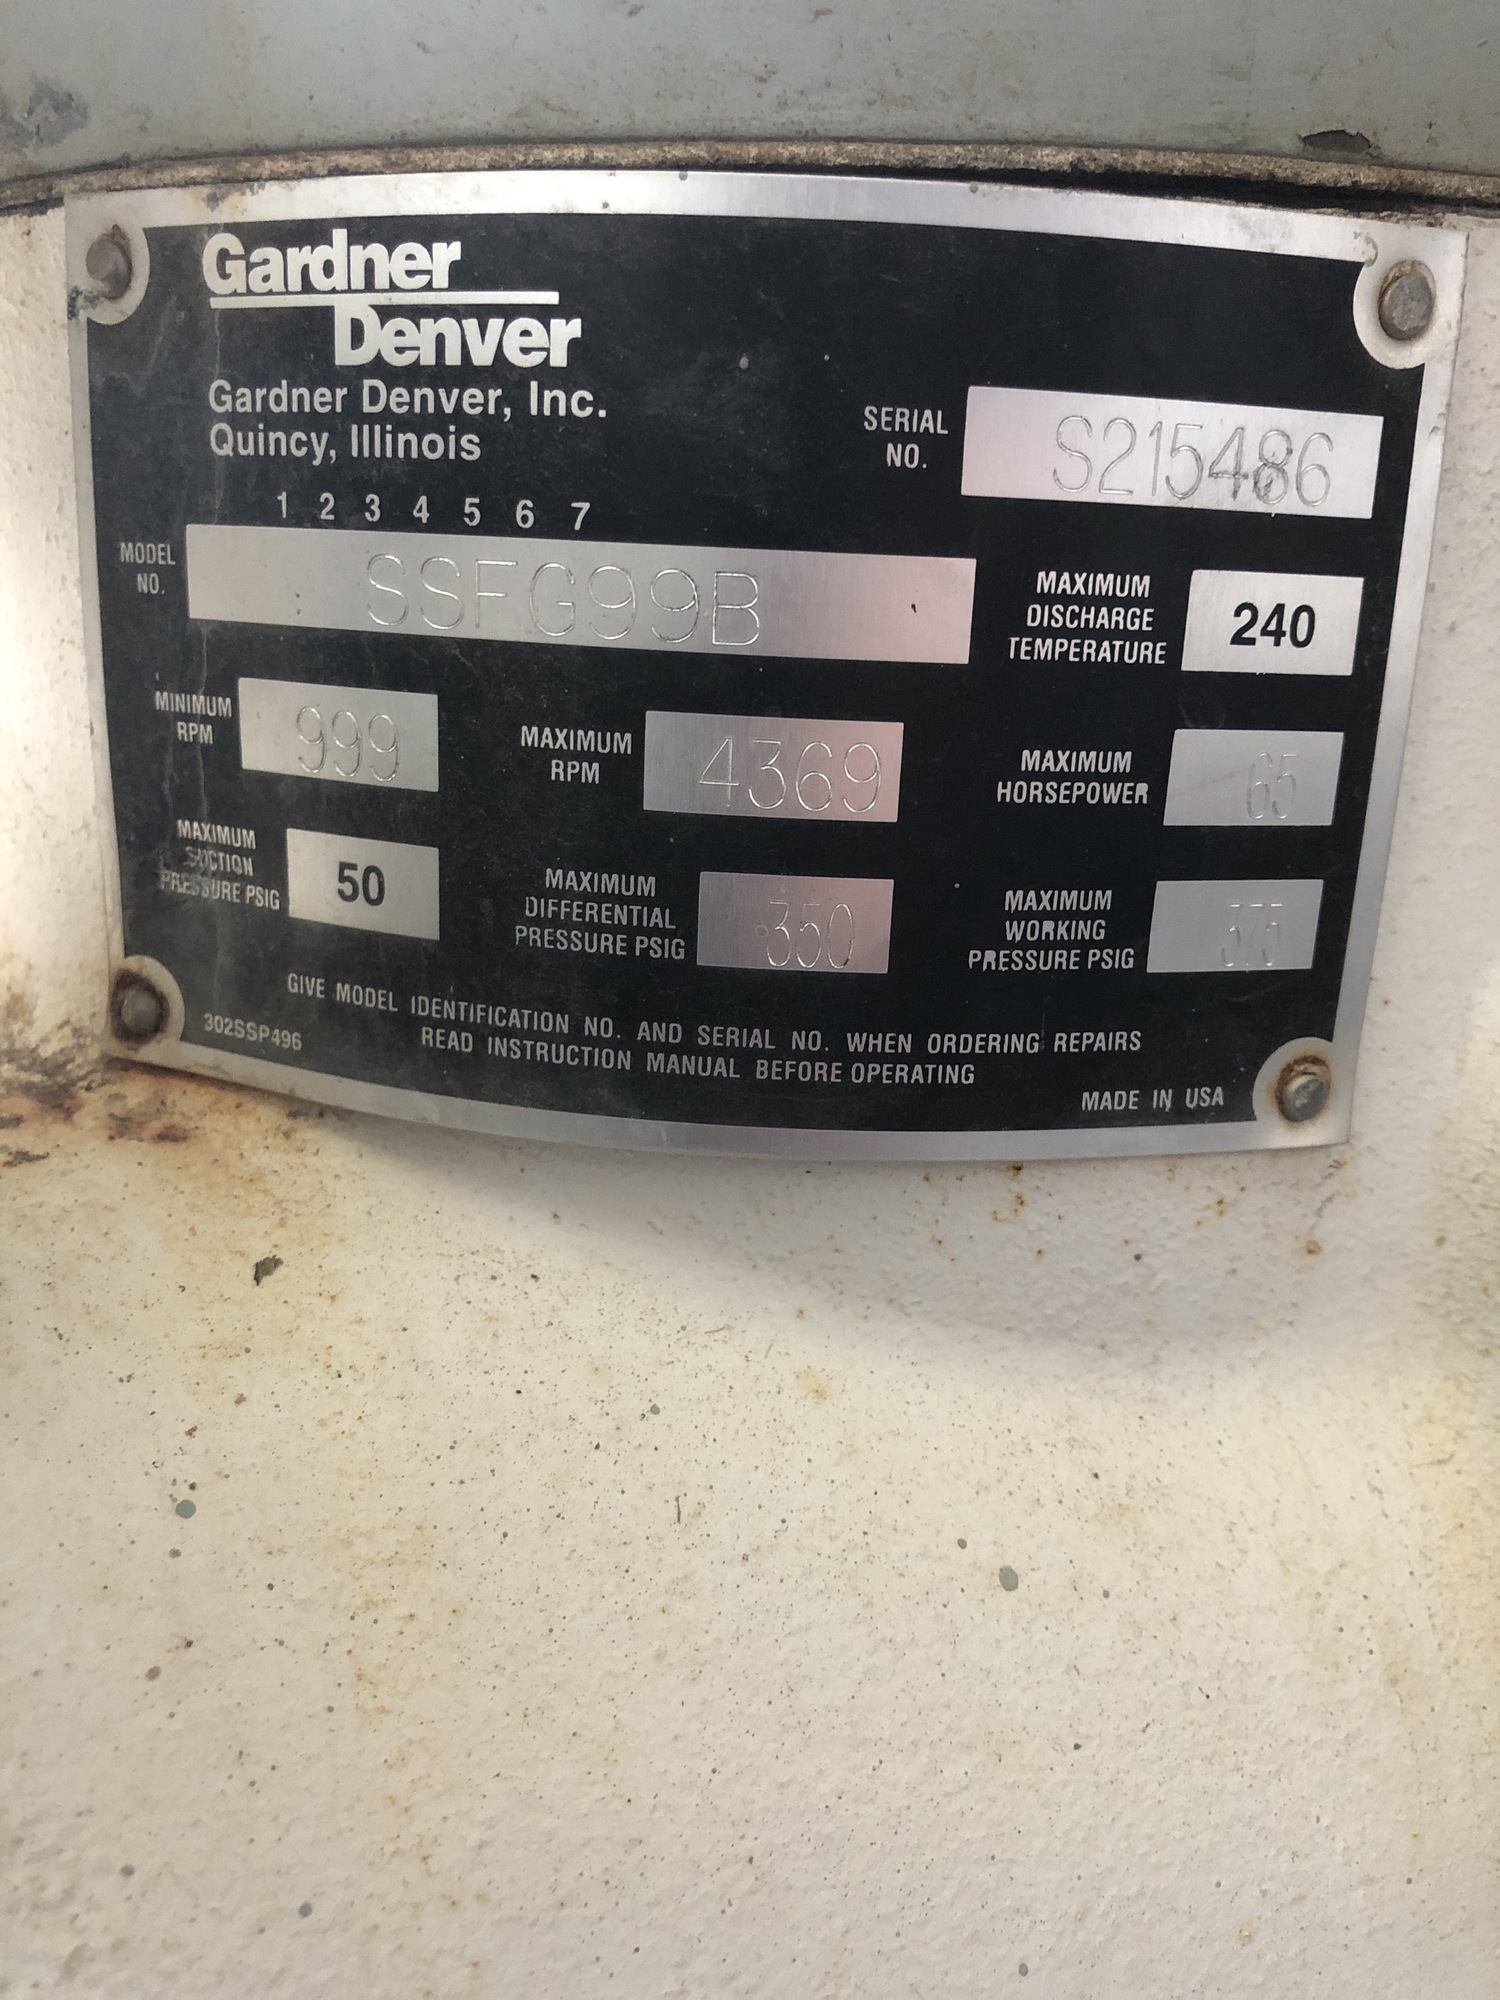 Gardner
Denver
Gardner Denver, Inc.
Quincy, Illinois
SERIAL
NO.
S215486
1 2 3 4 5 6 7
MODEL
NO.
SSFG99B
MAXIMUM
DISCHARGE
TEMPERATURE
240
MINIMUM
RPM
999
MAXIMUM
RPM
4369
MAXIMUM
HORSEPOWER
65
MAXIMUM
SUCTION
PRESSURE PSIG
50
MAXIMUM
DIFFERENTIAL
PRESSURE PSIG
350
MAXIMUM
WORKING
PRESSURE PSIG
375
GIVE MODEL IDENTIFICATION NO. AND SERIAL NO. WHEN ORDERING REPAIRS
READ INSTRUCTION MANUAL BEFORE OPERATING
302SSP496
MADE IN USA